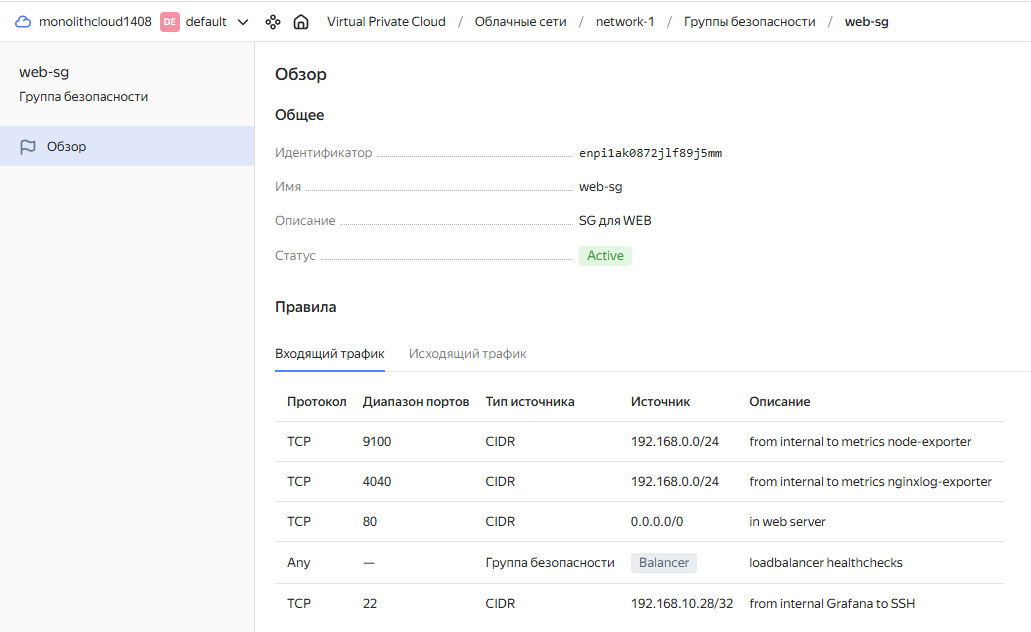 monolithcloud1408 DE default Virtual Private Cloud / Облачные сети / network-1 / Группы безопасности / web-sg
web-sg
Группа безопасности
Обзор
Обзор
Общее
Идентификатор enpi1ak0872jlf89j5mm
Имя web-sg
Описание SG для WEB
Статус Active
Правила
Входящий трафик Исходящий трафик
Протокол Диапазон портов Тип источника Источник Описание
TCP 9100 CIDR 192.168.0.0/24 from internal to metrics node-exporter
TCP 4040 CIDR 192.168.0.0/24 from internal to metrics nginxlog-exporter
TCP 80 CIDR 0.0.0.0/0 in web server
Any — Группа безопасности Balancer loadbalancer healthchecks
TCP 22 CIDR 192.168.10.28/32 from internal Grafana to SSH